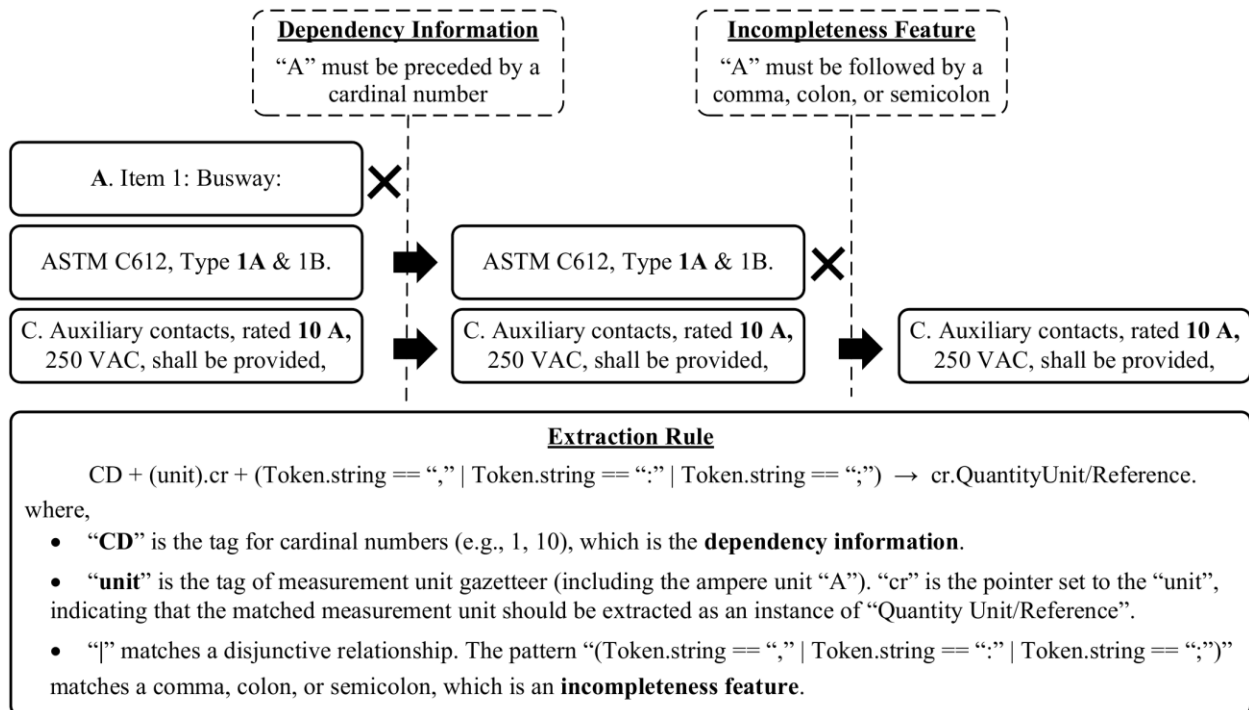 Dependency Information
“A” must be preceded by a
cardinal number
Incompleteness Feature
“A” must be followed by a
comma, colon, or semicolon
A. Item 1: Busway:
ASTM C612, Type 1A & 1B.
ASTM C612, Type 1A & 1B.
C. Auxiliary contacts, rated 10 A,
250 VAC, shall be provided,
C. Auxiliary contacts, rated 10 A,
250 VAC, shall be provided,
C. Auxiliary contacts, rated 10 A,
250 VAC, shall be provided,
Extraction Rule
CD + (unit).cr + (Token.string == “,” | Token.string == “:” | Token.string == “;”) → cr.QuantityUnit/Reference.
where,
• “CD” is the tag for cardinal numbers (e.g., 1, 10), which is the dependency information.
• “unit” is the tag of measurement unit gazetteer (including the ampere unit “A”). “cr” is the pointer set to the “unit”,
indicating that the matched measurement unit should be extracted as an instance of “Quantity Unit/Reference”.
• “|” matches a disjunctive relationship. The pattern “(Token.string == “,” | Token.string == “:” | Token.string == “;”)”
matches a comma, colon, or semicolon, which is an incompleteness feature.